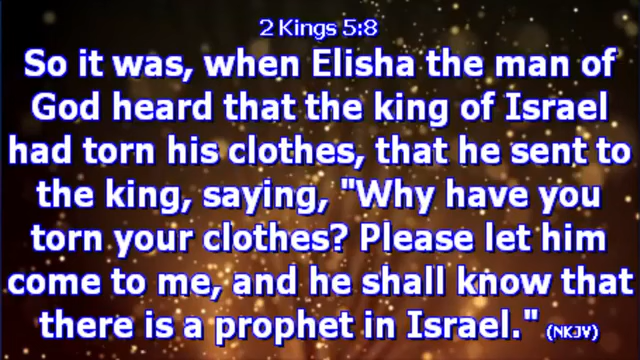 2 Kings 5:8
So it was, when Elisha the man of
God heard that the king of Israel
had torn his clothes, that he sent to
the king, saying, "Why have you
torn your clothes? Please let him
come to me, and he shall know that
there is a prophet in Israel." (NKJV)